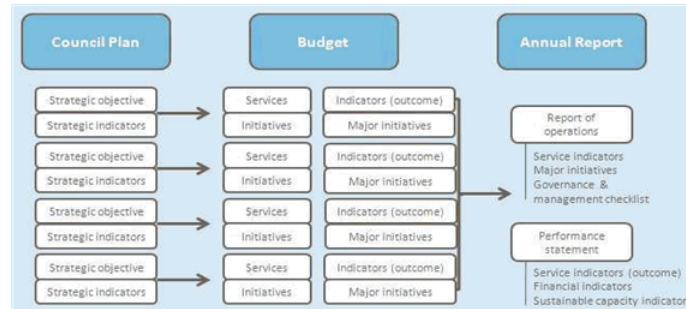 Council Plan
Budget
Annual Report
Strategic objective
Strategic indicators
Services
Initiatives
Indicators (outcome)
Major initiatives
Strategic objective
Strategic indicators
Services
Initiatives
Indicators (outcome)
Major initiatives
Strategic objective
Strategic indicators
Services
Initiatives
Indicators (outcome)
Major initiatives
Strategic objective
Strategic indicators
Services
Initiatives
Indicators (outcome)
Major initiatives
Report of
operations
Service indicators
Major initiatives
Governance &
management checklist
Performance
statement
Service indicators (outcome)
Financial indicators
Sustainable capacity indicator